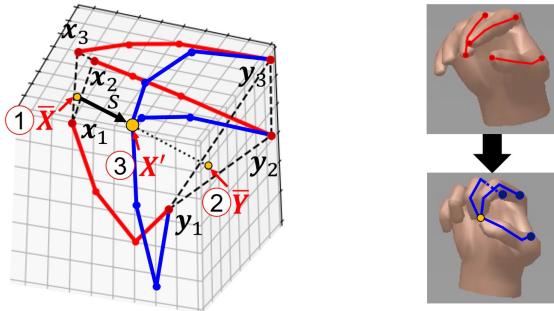 x₃
x₂
y₃
① X̄
S
x₁
③ X′
y₂
② Ȳ
y₁